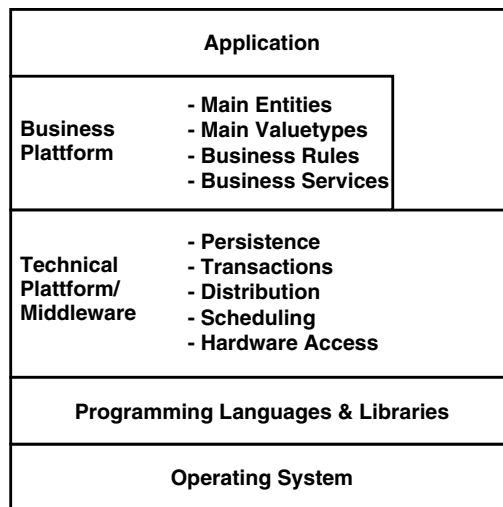 Application
Business
Plattform
- Main Entities
- Main Valuetypes
- Business Rules
- Business Services
Technical
Plattform/
Middleware
- Persistence
- Transactions
- Distribution
- Scheduling
- Hardware Access
Programming Languages & Libraries
Operating System